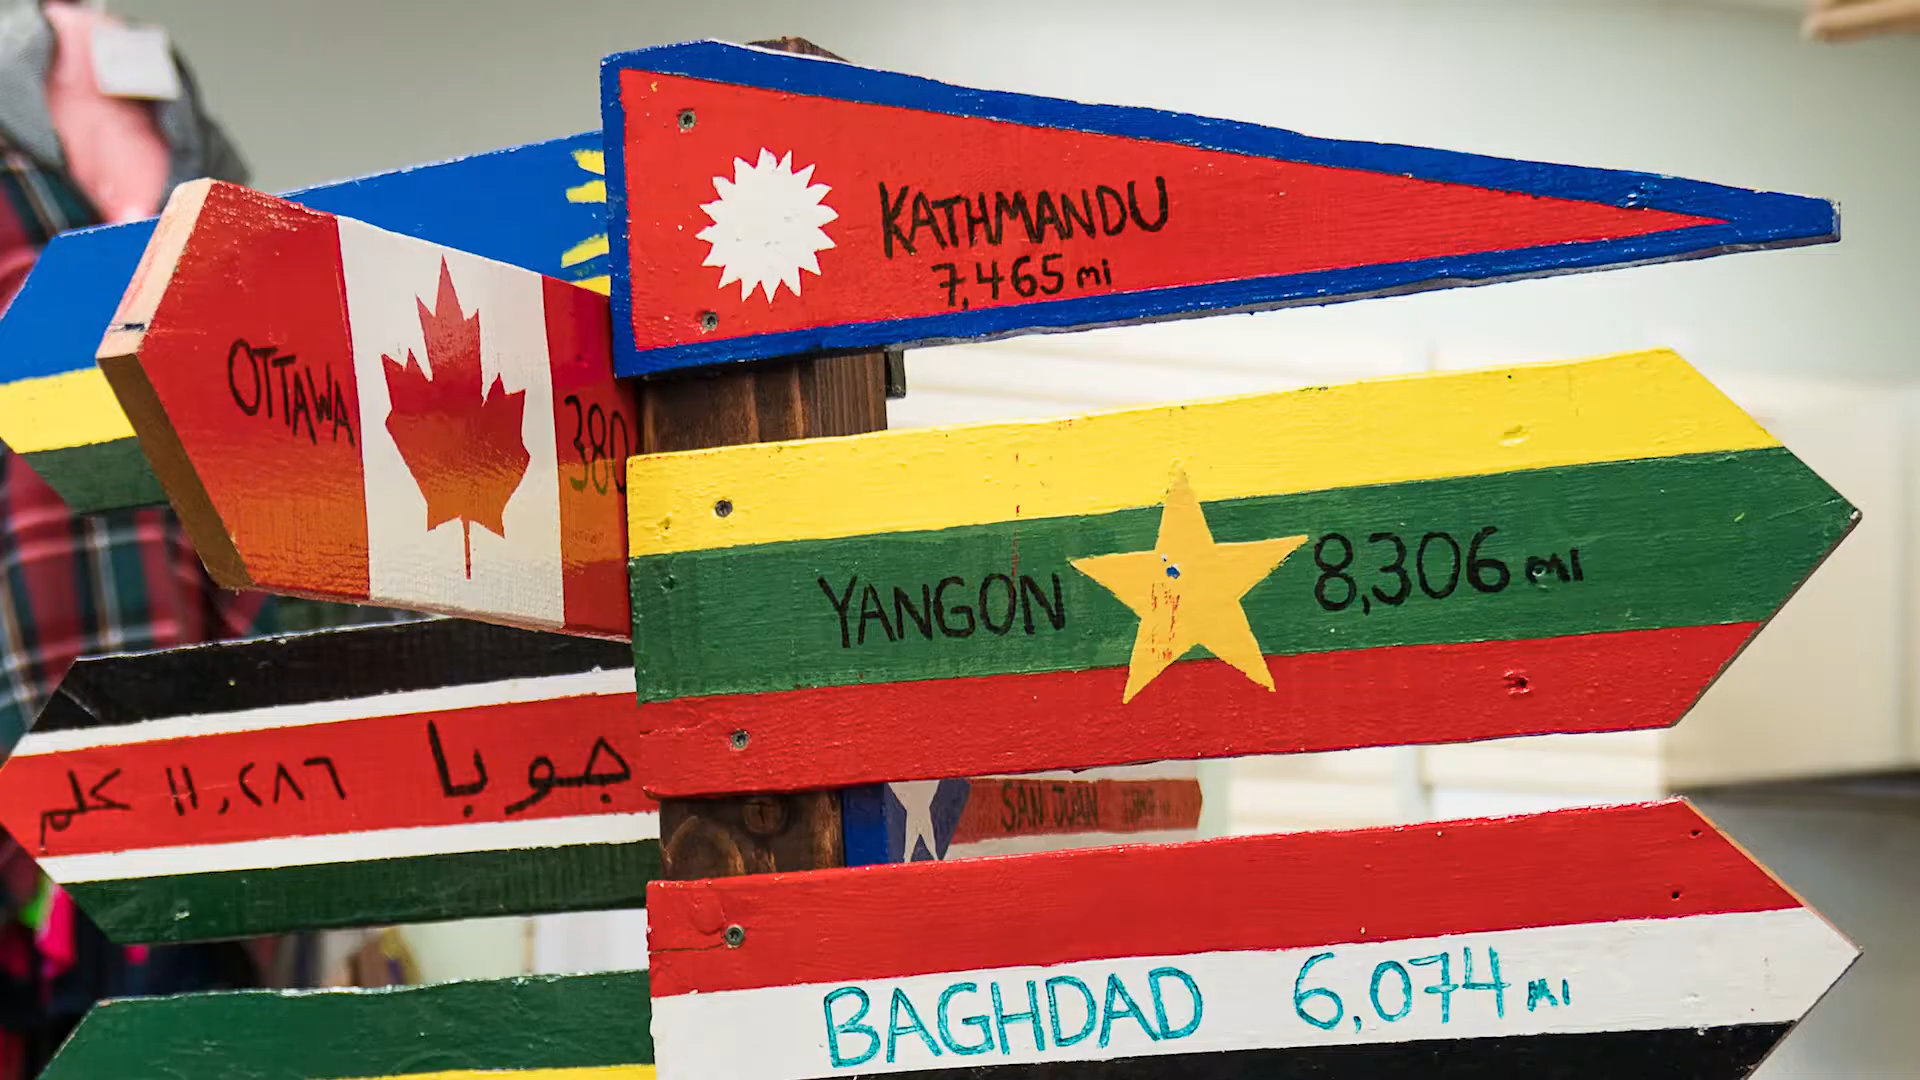 KATHMANDU
7,465 mi
OTTAWA
380
YANGON 8,306 MI
جوبا ١١,٢٨٦ كلم
SAN JUAN
BAGHDAD 6,074 MI